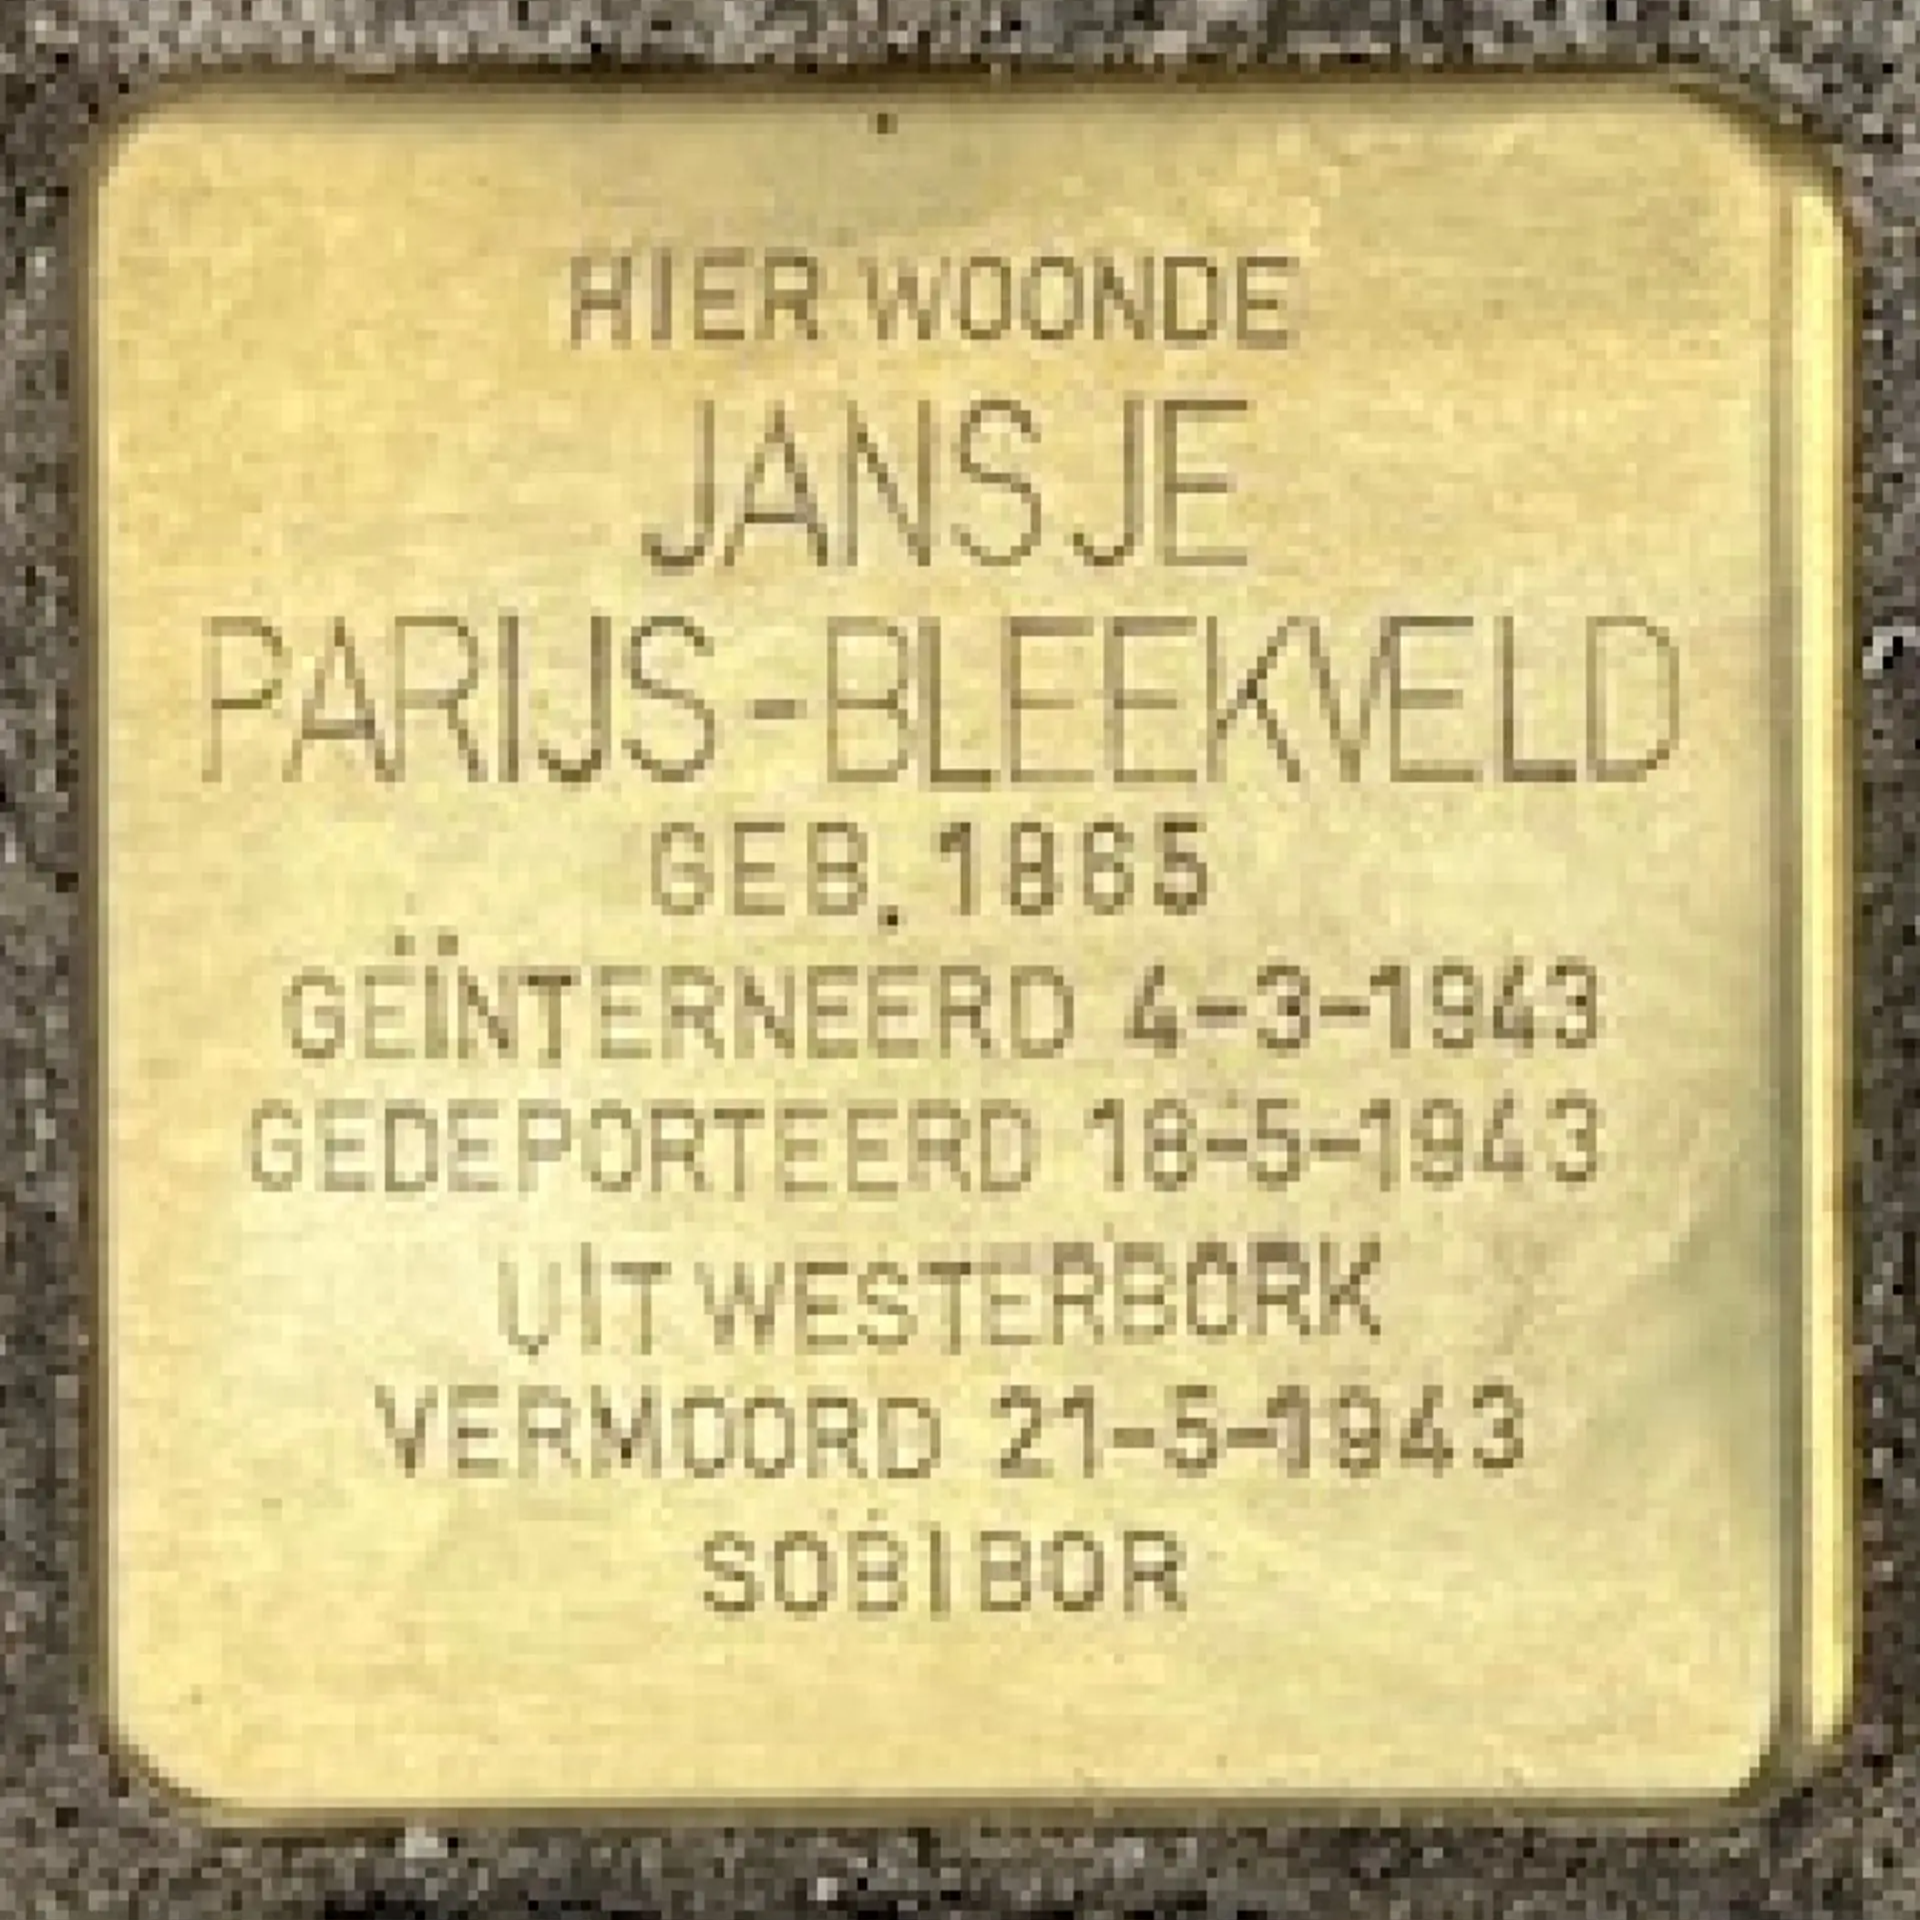 HIER WOONDE
JANSJE
PARIJS-BLEEKVELD
GEB. 1865
GEÏNTERNEERD 4-3-1943
GEDEPORTEERD 18-5-1943
UIT WESTERBORK
VERMOORD 21-5-1943
SOBIBOR